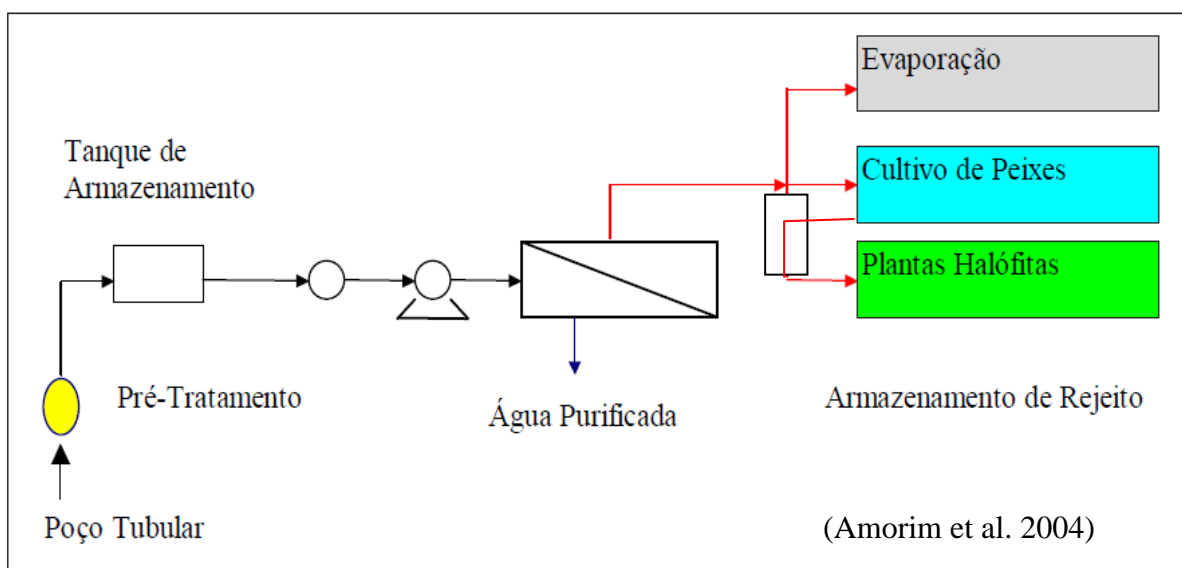 Evaporação
Tanque de
Armazenamento
Cultivo de Peixes
Plantas Halófitas
Pré-Tratamento
Água Purificada
Armazenamento de Rejeito
Poço Tubular
(Amorim et al. 2004)